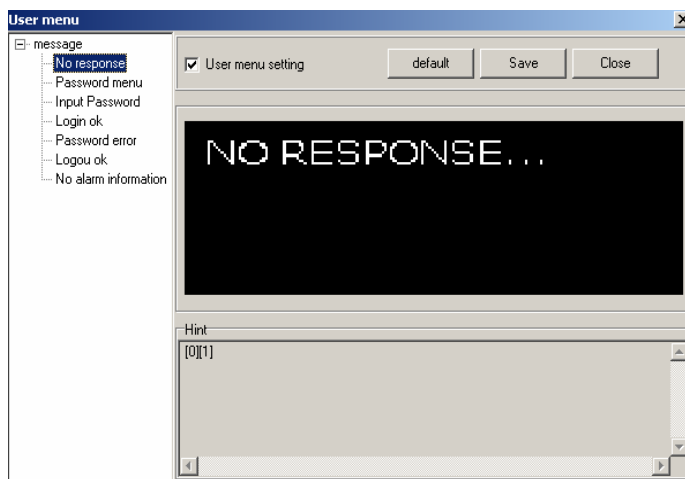 User menu
message
No response
Password menu
Input Password
Login ok
Password error
Logou ok
No alarm information
User menu setting
default
Save
Close
NO RESPONSE...
Hint
[0][1]